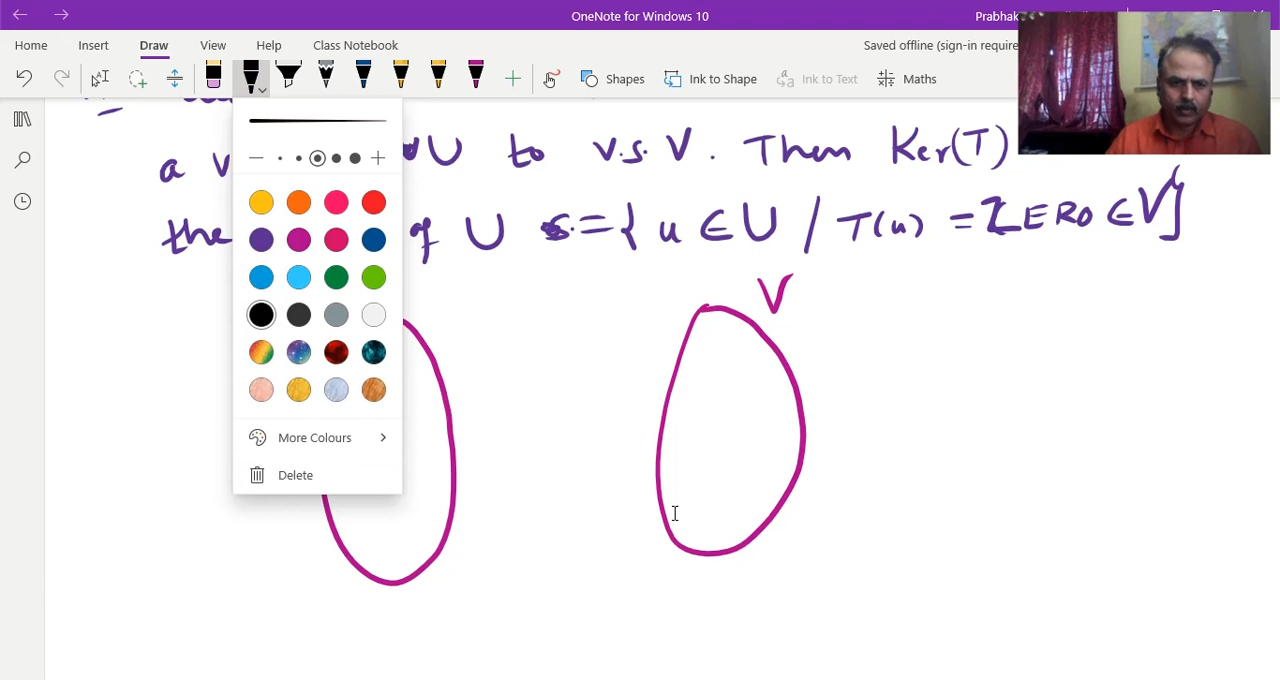 OneNote for Windows 10
Prabhak
Home Insert Draw View Help Class Notebook
Saved offline (sign-in require
Shapes Ink to Shape Ink to Text Maths
a v U to v.s. V. Then Ker(T)
the of U = { u ∈ U / T(u) = ZERO ∈ V}
V
More Colours
Delete